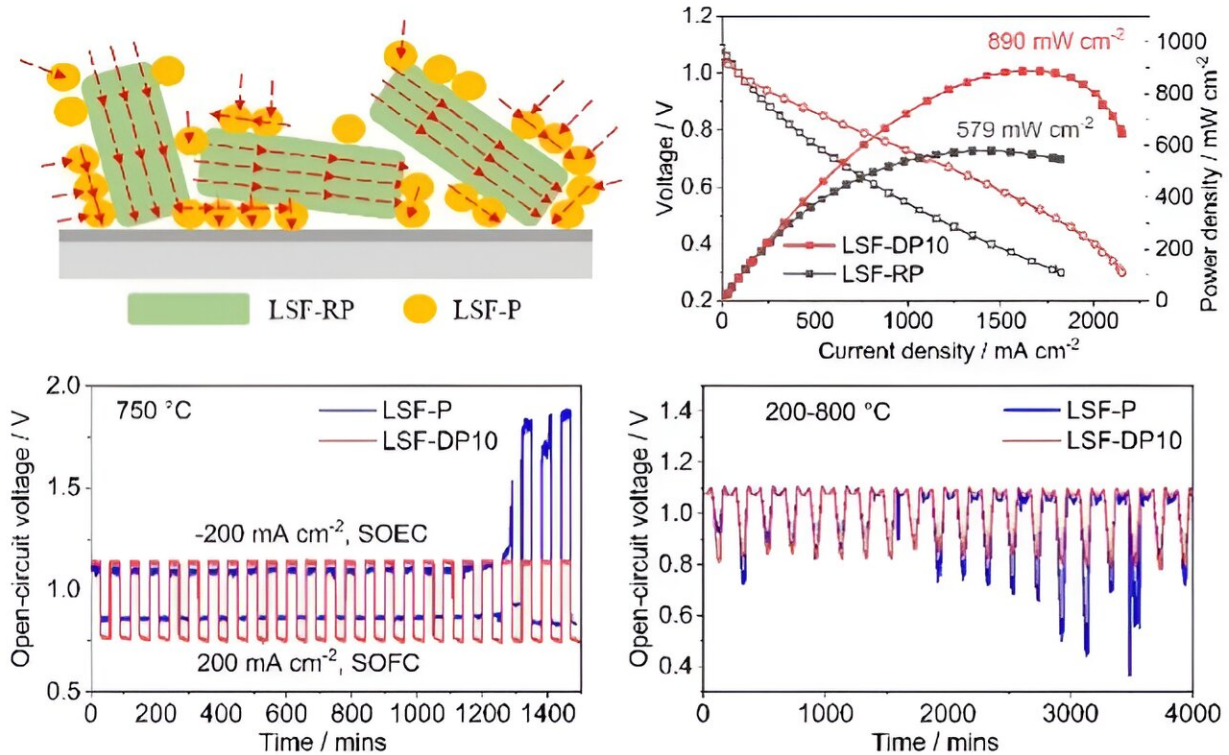 LSF-RP
LSF-P
1.2
1.0
0.8
0.6
0.4
0.2
Voltage / V
890 mW cm⁻²
579 mW cm⁻²
LSF-DP10
LSF-RP
1000
800
600
400
200
0
Power density / mW cm⁻²
0
500
1000
1500
2000
Current density / mA cm⁻²
2.0
1.5
1.0
0.5
Open-circuit voltage / V
750 °C
LSF-P
LSF-DP10
-200 mA cm⁻², SOEC
200 mA cm⁻², SOFC
0 200 400 600 800 1000 1200 1400
Time / mins
1.4
1.2
1.0
0.8
0.6
0.4
Open-circuit voltage / V
200-800 °C
LSF-P
LSF-DP10
0 1000 2000 3000 4000
Time / mins